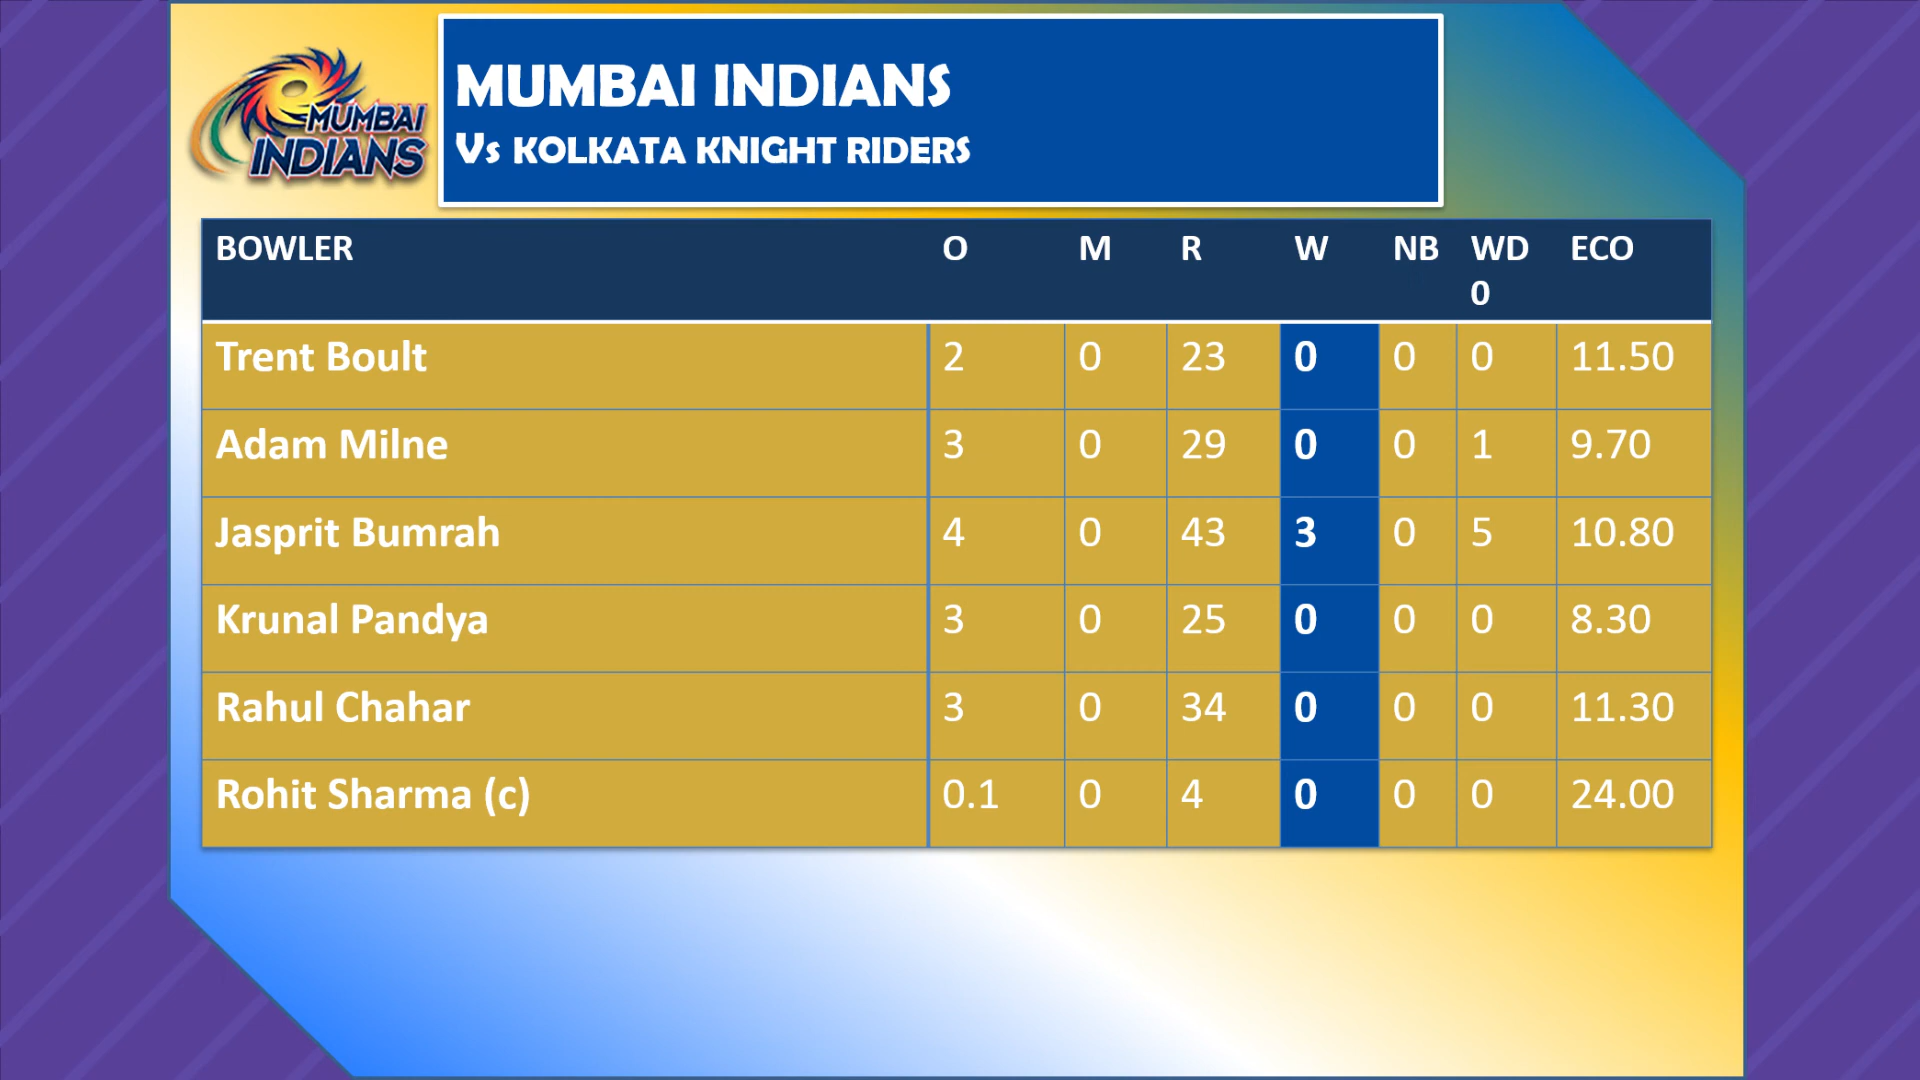 MUMBAI
INDIANS
MUMBAI INDIANS
Vs KOLKATA KNIGHT RIDERS
BOWLER O M R W NB WD ECO
0
Trent Boult 2 0 23 0 0 0 11.50
Adam Milne 3 0 29 0 0 1 9.70
Jasprit Bumrah 4 0 43 3 0 5 10.80
Krunal Pandya 3 0 25 0 0 0 8.30
Rahul Chahar 3 0 34 0 0 0 11.30
Rohit Sharma (c) 0.1 0 4 0 0 0 24.00